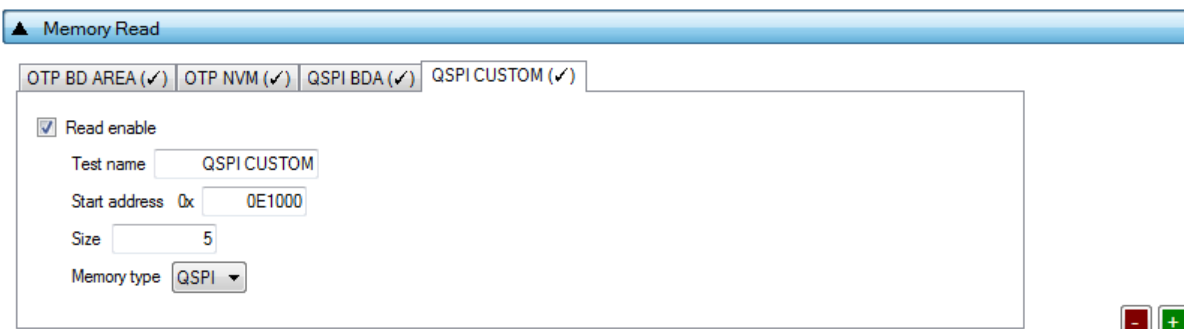 Memory Read
OTP BD AREA (✓) OTP NVM (✓) QSPI BDA (✓) QSPI CUSTOM (✓)
Read enable
Test name QSPI CUSTOM
Start address 0x 0E1000
Size 5
Memory type QSPI
- +